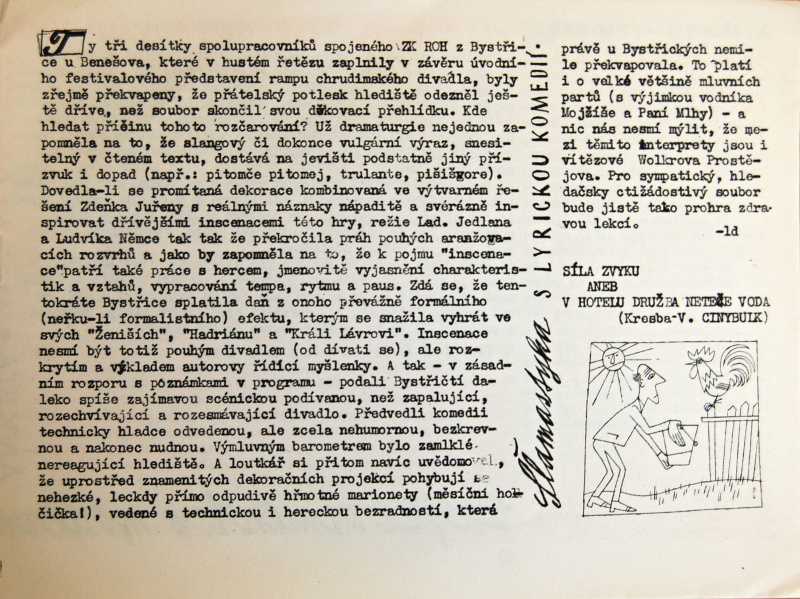 Ty tři desítky spolupracovníků spojeného ZK ROH z Bystři-
ce u Benešova, které v hustém řetězu zaplnily v závěru úvodní-
ho festivalového představení rampu chrudimského divadla, byly
zřejmě překvapeny, že přátelský potlesk hlediště odezněl ješ-
tě dříve, než soubor skončil svou děkovací přehlídku. Kde
hledat příčinu tohoto rozčarování? Už dramaturgie nejednou za-
pomněla na to, že slangový či dokonce vulgární výraz, snesi-
telný v čteném textu, dostává na jevišti podstatně jiný pří-
zvuk i dopad (např.: pitomče pitomej, trulante, pišišgore).
Dovedla-li se promítaná dekorace kombinovaná ve výtvarném ře-
šení Zdeňka Juřeny s reálnými náznaky nápaditě a svérázně in-
spirovat dřívějšími inscenacemi této hry, režie Lad. Jedlana
a Ludvíka Němce tak tak že překročila práh pouhých aranžova-
cích rozvrhů a jako by zapomněla na to, že k pojmu "inscena-
ce"patří také práce s hercem, jmenovitě vyjasnění charakteris-
tik a vztahů, vypracování tempa, rytmu a paus. Zdá se, že ten-
tokráte Bystřice splatila daň z onoho převážně formálního
(neřku-li formalistního) efektu, kterým se snažila vyhrát ve
svých "Ženiších", "Hadriánu" a "Králi Lávrovi". Inscenace
nesmí být totiž pouhým divadlem (od dívati se), ale roz-
krytím a výkladem autorovy řídící myšlenky. A tak - v zásad-
ním rozporu s poznámkami v programu - podali Bystřičtí da-
leko spíše zajímavou scénickou podívanou, než zapalující,
rozechvívající a rozesmávající divadlo. Předvedli komedii
technicky hladce odvedenou, ale zcela nehumornou, bezkrev-
nou a nakonec nudnou. Výmluvným barometrem bylo zamlklé
nereagující hlediště. A loutkář si přitom navíc uvědomovel,
že uprostřed znamenitých dekoračních projekcí pohybují se
nehezké, leckdy přímo odpudivě hřmotné marionety (měsíční hol-
čička!), vedené s technickou i hereckou bezradností, která
Šlamastyka S LYRICKOU KOMEDIÍ.
právě u Bystřických nemi-
le překvapovala. To platí
i o velké většině mluvních
partů (s výjimkou vodníka
Mojžíše a Paní Mlhy) - a
nic nás nesmí mýlit, že me-
zi těmito interprety jsou i
vítězové Wolkrova Prostě-
jova. Pro sympatický, hle-
dačsky ctižádostivý soubor
bude jistě tato prohra zdra-
vou lekcí.
-ld
SÍLA ZVYKU
ANEB
V HOTELU DRUŽBA NETEČE VODA
(Kresba-V. CINYBULK)